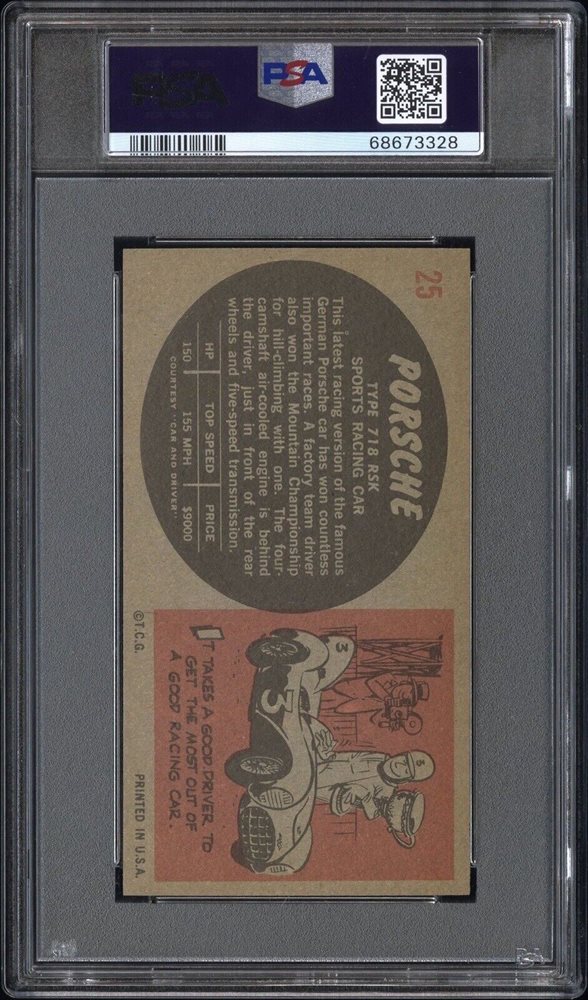 PSA
PSA
68673328
25
PORSCHE
TYPE 718 RSK
SPORTS RACING CAR
This latest racing version of the famous
German Porsche car has won countless
important races. A factory team driver
also won the Mountain Championship
for hill-climbing with one. The four-
camshaft air-cooled engine is behind
the driver, just in front of the rear
wheels and five-speed transmission.
HP TOP SPEED PRICE
150 155 MPH $9000
COURTESY "CAR AND DRIVER"
3
3
IT TAKES A GOOD DRIVER TO
GET THE MOST OUT OF
A GOOD RACING CAR.
©T.C.G. PRINTED IN U.S.A.
PSA